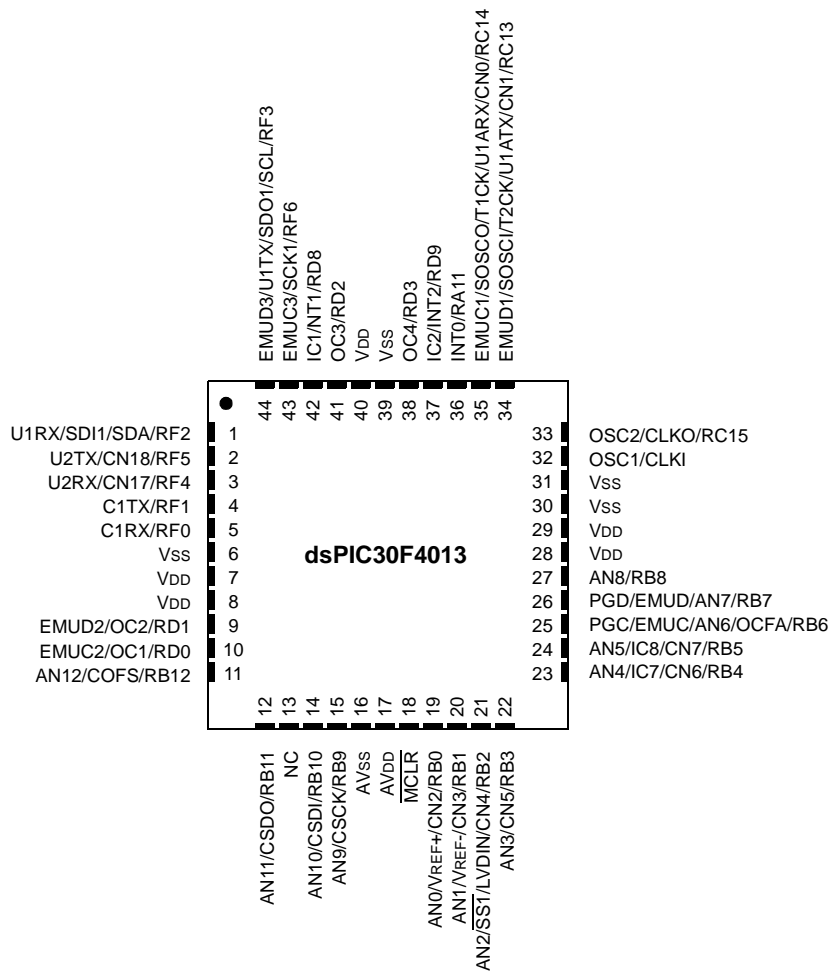 EMUD3/U1TX/SDO1/SCL/RF3
EMUC3/SCK1/RF6
IC1/NT1/RD8
OC3/RD2
VDD
VSS
OC4/RD3
IC2/INT2/RD9
INT0/RA11
EMUC1/SOSCO/T1CK/U1ARX/CN0/RC14
EMUD1/SOSCI/T2CK/U1ATX/CN1/RC13
44
43
42
41
40
39
38
37
36
35
34
U1RX/SDI1/SDA/RF2 1
U2TX/CN18/RF5 2
U2RX/CN17/RF4 3
C1TX/RF1 4
C1RX/RF0 5
VSS 6
VDD 7
VDD 8
EMUD2/OC2/RD1 9
EMUC2/OC1/RD0 10
AN12/COFS/RB12 11
dsPIC30F4013
33 OSC2/CLKO/RC15
32 OSC1/CLKI
31 VSS
30 VSS
29 VDD
28 VDD
27 AN8/RB8
26 PGD/EMUD/AN7/RB7
25 PGC/EMUC/AN6/OCFA/RB6
24 AN5/IC8/CN7/RB5
23 AN4/IC7/CN6/RB4
12
13
14
15
16
17
18
19
20
21
22
AN11/CSDO/RB11
NC
AN10/CSDI/RB10
AN9/CSCK/RB9
AVSS
AVDD
MCLR
AN0/VREF+/CN2/RB0
AN1/VREF-/CN3/RB1
AN2/SS1/LVDIN/CN4/RB2
AN3/CN5/RB3